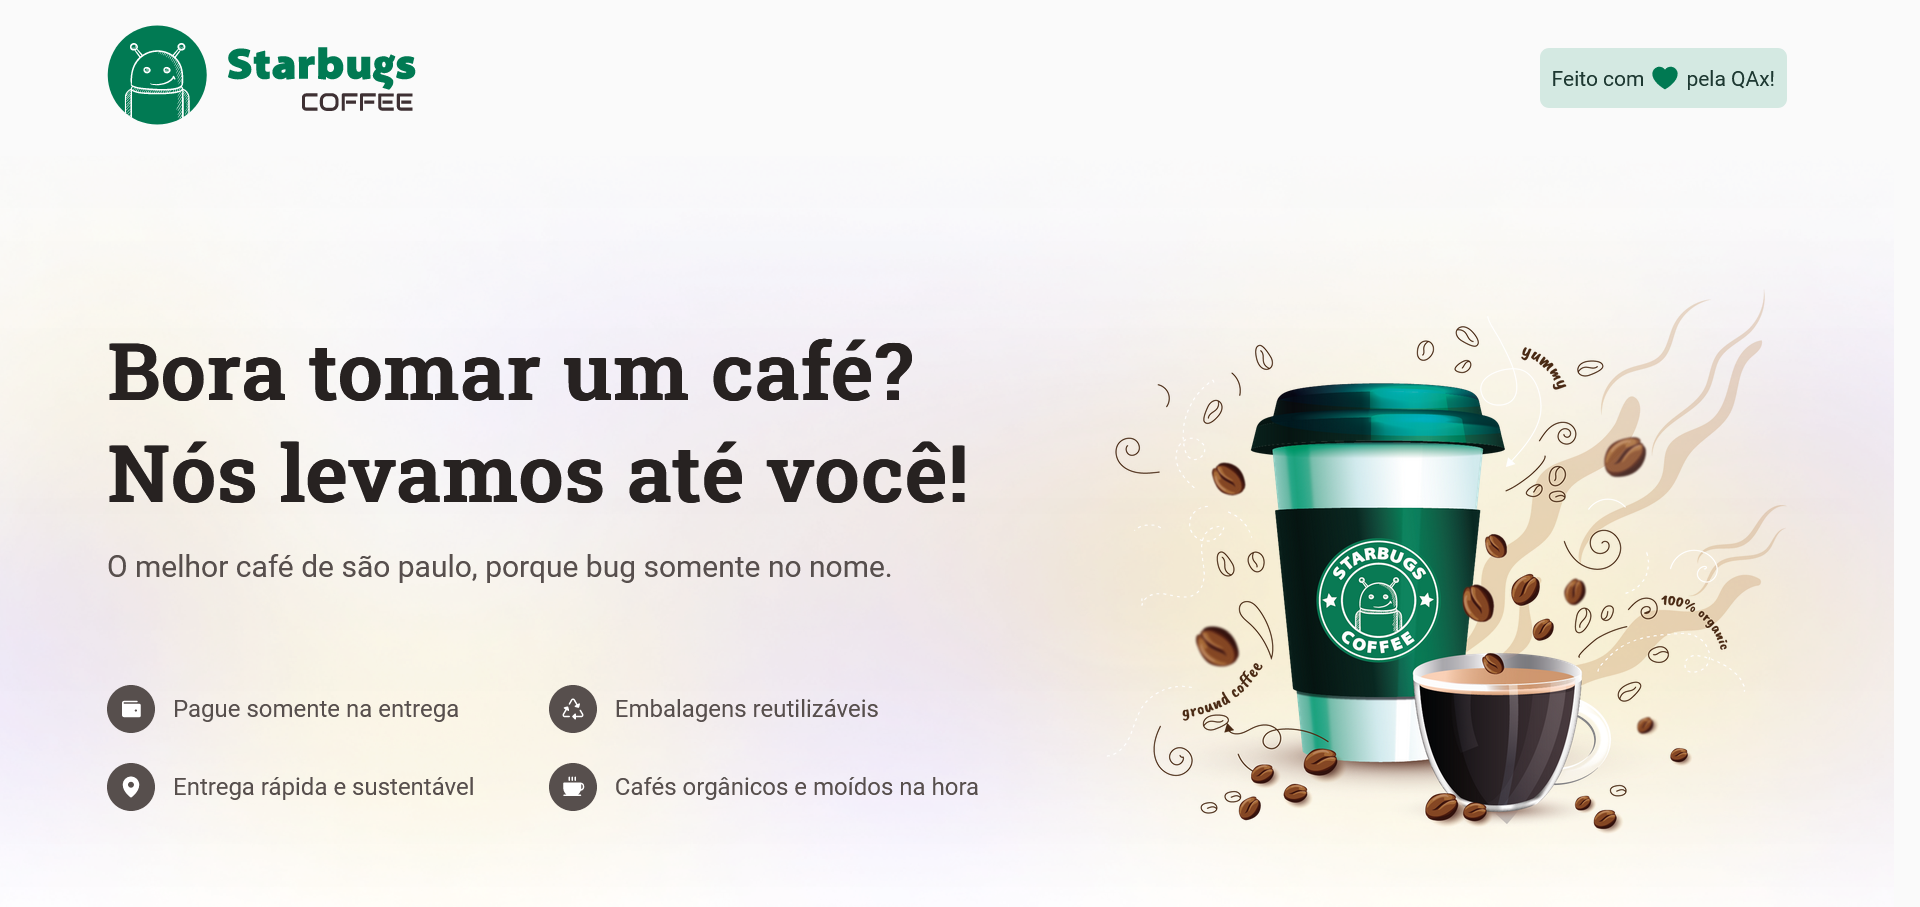 Starbugs
COFFEE
Feito com pela QAx!
Bora tomar um café?
Nós levamos até você!
O melhor café de são paulo, porque bug somente no nome.
Pague somente na entrega
Embalagens reutilizáveis
Entrega rápida e sustentável
Cafés orgânicos e moídos na hora
yummy
STARBUGS
COFFEE
100% organic
ground coffee